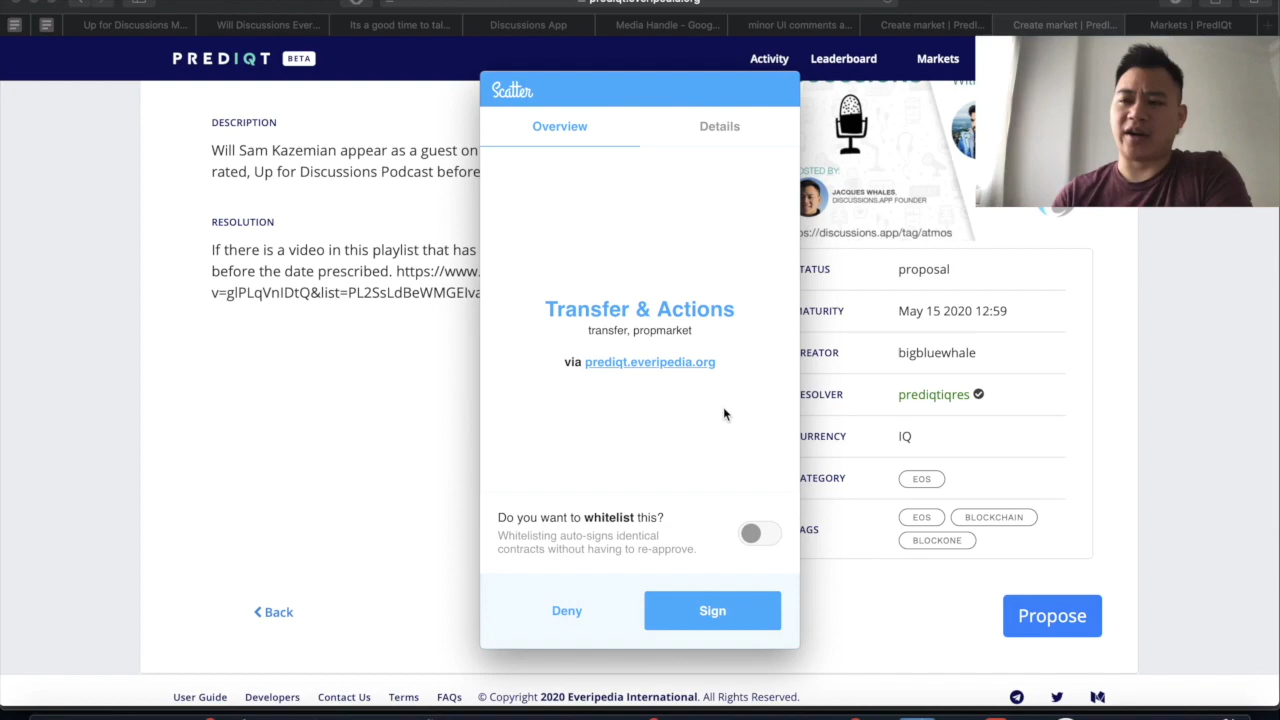 prediqt.everipedia.org
Up for Discussions M...
Will Discussions Ever...
Its a good time to tal...
Discussions App
Media Handle - Goog...
minor UI comments a...
Create market | PredI...
Create market | PredI...
Markets | PredIQt
PREDIQT
BETA
Activity
Leaderboard
Markets
DESCRIPTION
Will Sam Kazemian appear as a guest on
rated, Up for Discussions Podcast before
RESOLUTION
If there is a video in this playlist that has
before the date prescribed. https://www.
v=glPLqVnIDtQ&list=PL2SsLdBeWMGEIva
Scatter
Overview
Details
Transfer & Actions
transfer, propmarket
via prediqt.everipedia.org
Do you want to whitelist this?
Whitelisting auto-signs identical
contracts without having to re-approve.
Deny
Sign
With
OSTED BY:
JACQUES WHALES.
DISCUSSIONS.APP FOUNDER
ps://discussions.app/tag/atmos
TATUS
proposal
MATURITY
May 15 2020 12:59
REATOR
bigbluewhale
ESOLVER
prediqtiqres
URRENCY
IQ
ATEGORY
EOS
AGS
EOS
BLOCKCHAIN
BLOCKONE
Back
Propose
User Guide
Developers
Contact Us
Terms
FAQs
© Copyright 2020 Everipedia International. All Rights Reserved.